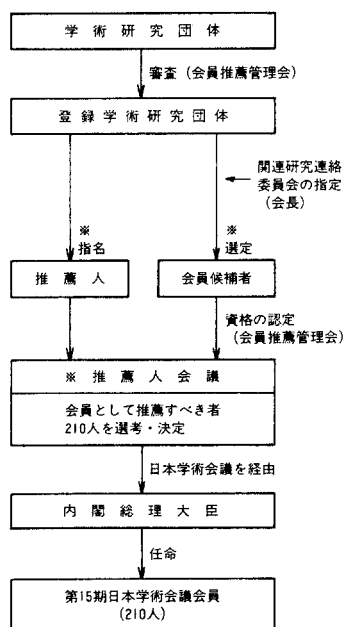 学術研究団体
審査（会員推薦管理会）
登録学術研究団体
関連研究連絡
委員会の指定
（会長）
※
指名
※
選定
推薦人
会員候補者
資格の認定
（会員推薦管理会）
※ 推薦人会議
会員として推薦すべき者
210人を選考・決定
日本学術会議を経由
内閣総理大臣
任命
第15期日本学術会議会員
（210人）